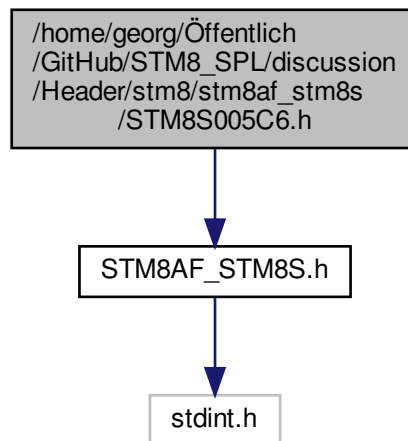 /home/georg/Öffentlich
/GitHub/STM8_SPL/discussion
/Header/stm8/stm8af_stm8s
/STM8S005C6.h
STM8AF_STM8S.h
stdint.h